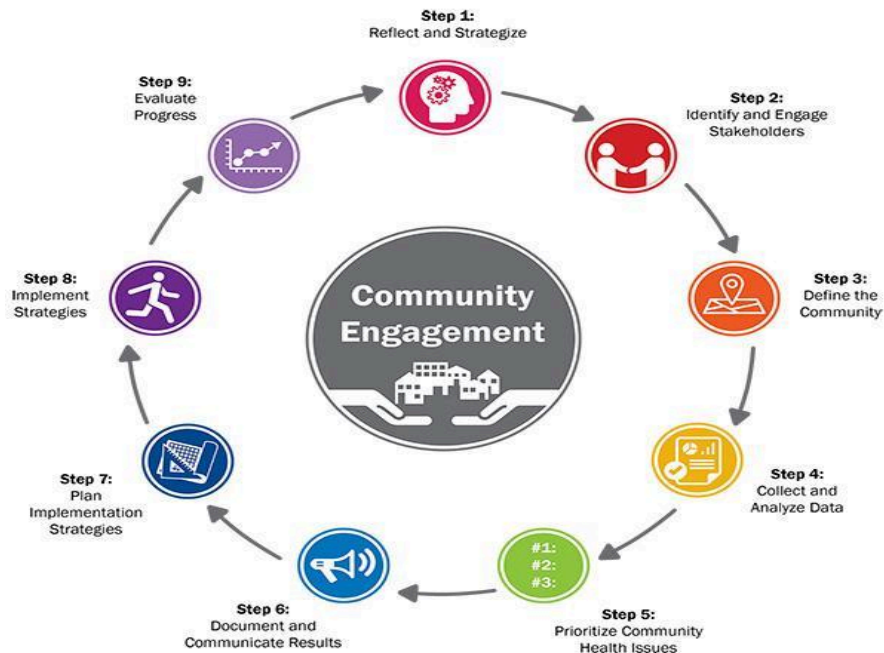 Step 1:
Reflect and Strategize
Step 2:
Identify and Engage
Stakeholders
Step 3:
Define the
Community
Step 4:
Collect and
Analyze Data
#1:
#2:
#3:
Step 5:
Prioritize Community
Health Issues
Step 6:
Document and
Communicate Results
Step 7:
Plan
Implementation
Strategies
Step 8:
Implement
Strategies
Step 9:
Evaluate
Progress
Community
Engagement